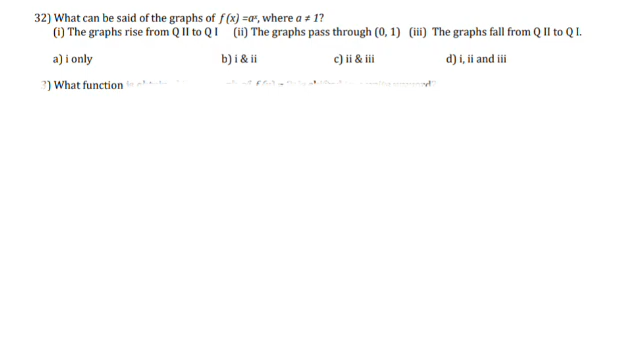 32) What can be said of the graphs of f (x) =aˣ, where a ≠ 1?
(i) The graphs rise from Q II to Q I (ii) The graphs pass through (0, 1) (iii) The graphs fall from Q II to Q I.
a) i only b) i & ii c) ii & iii d) i, ii and iii
?) What function